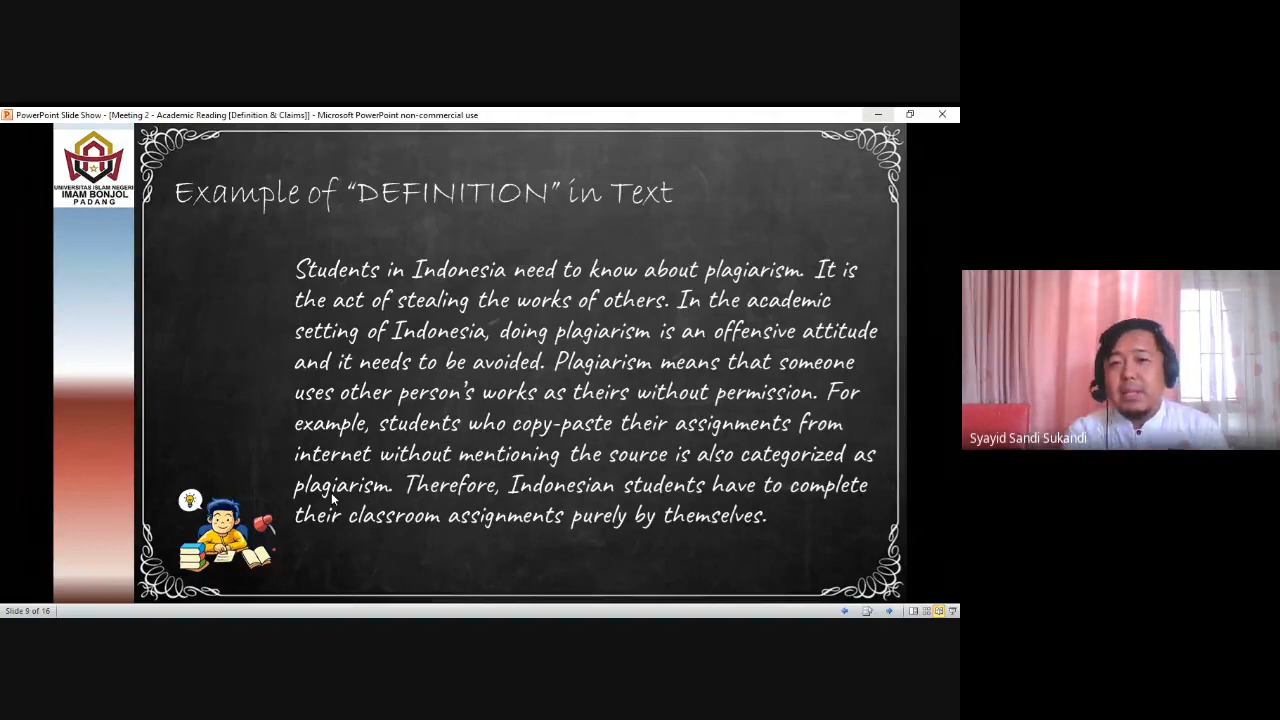 PowerPoint Slide Show - [Meeting 2 - Academic Reading [Definition & Claims]] - Microsoft PowerPoint non-commercial use
UNIVERSITAS ISLAM NEGERI
IMAM BONJOL
PADANG
Example of “DEFINITION” in Text
Students in Indonesia need to know about plagiarism. It is
the act of stealing the works of others. In the academic
setting of Indonesia, doing plagiarism is an offensive attitude
and it needs to be avoided. Plagiarism means that someone
uses other person's works as theirs without permission. For
example, students who copy-paste their assignments from
internet without mentioning the source is also categorized as
plagiarism. Therefore, Indonesian students have to complete
their classroom assignments purely by themselves.
Syayid Sandi Sukandi
Slide 9 of 16